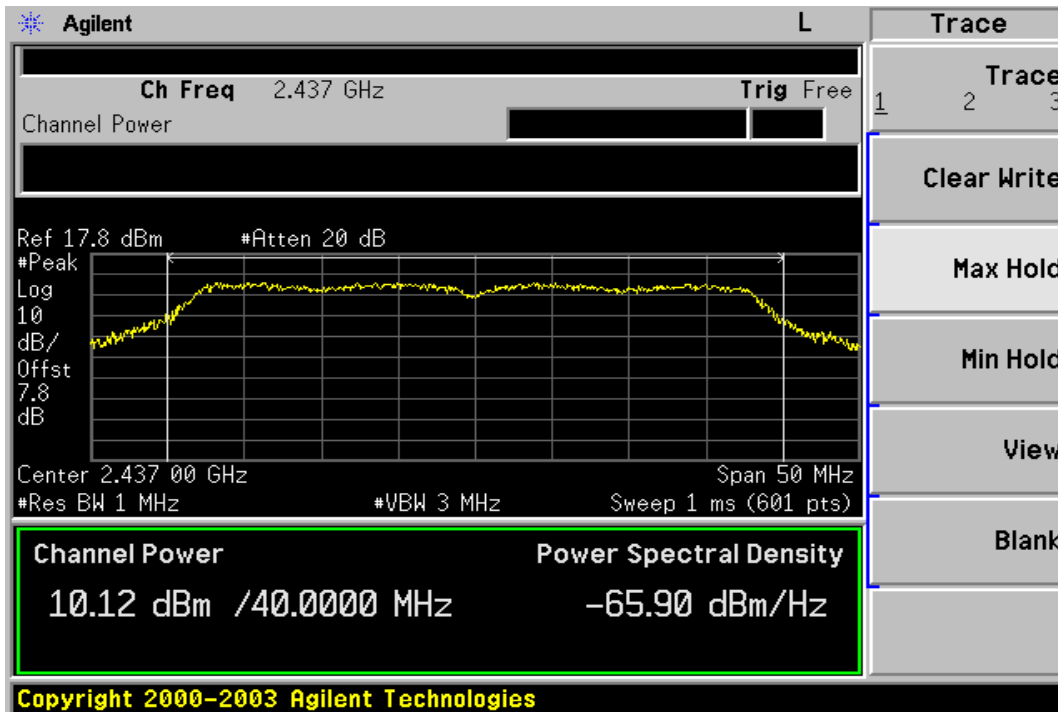 Agilent
L
Trace
Ch Freq 2.437 GHz
Trig Free
Channel Power
Trace
1 2 3
Clear Write
Max Hold
Min Hold
View
Blank
Ref 17.8 dBm
#Atten 20 dB
#Peak
Log
10
dB/
Offst
7.8
dB
Center 2.437 00 GHz
Span 50 MHz
#Res BW 1 MHz
#VBW 3 MHz
Sweep 1 ms (601 pts)
Channel Power
Power Spectral Density
10.12 dBm /40.0000 MHz
-65.90 dBm/Hz
Copyright 2000-2003 Agilent Technologies